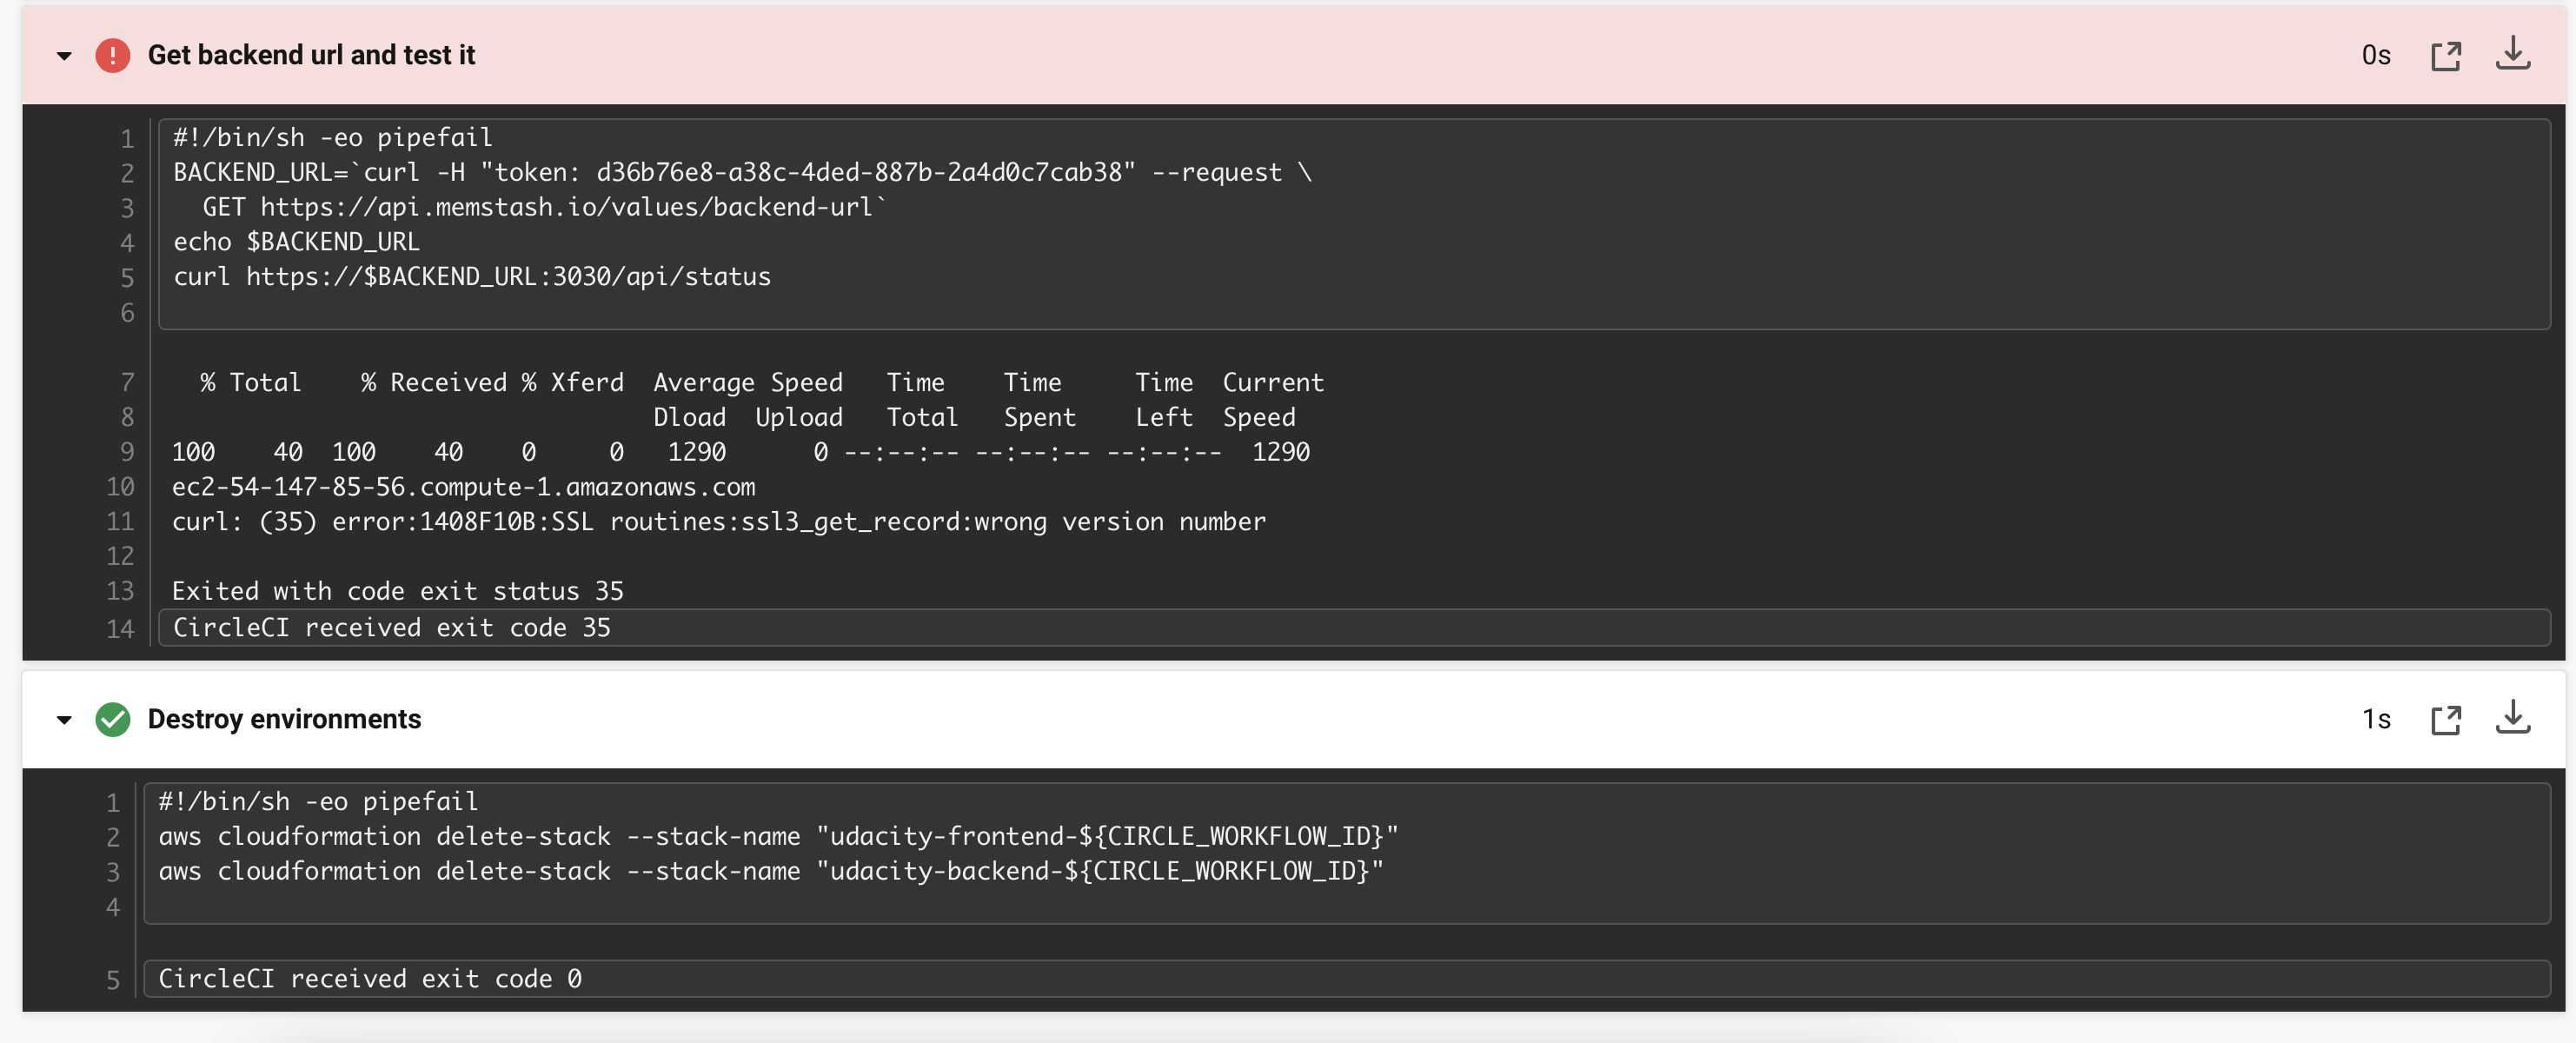 Get backend url and test it 0s
1 #!/bin/sh -eo pipefail
2 BACKEND_URL=`curl -H "token: d36b76e8-a38c-4ded-887b-2a4d0c7cab38" --request \
3   GET https://api.memstash.io/values/backend-url`
4 echo $BACKEND_URL
5 curl https://$BACKEND_URL:3030/api/status
6
7   % Total    % Received % Xferd  Average Speed   Time    Time     Time  Current
8                                  Dload  Upload   Total   Spent    Left  Speed
9 100    40  100    40    0     0   1290      0 --:--:-- --:--:-- --:--:--  1290
10 ec2-54-147-85-56.compute-1.amazonaws.com
11 curl: (35) error:1408F10B:SSL routines:ssl3_get_record:wrong version number
12
13 Exited with code exit status 35
14 CircleCI received exit code 35
Destroy environments 1s
1 #!/bin/sh -eo pipefail
2 aws cloudformation delete-stack --stack-name "udacity-frontend-${CIRCLE_WORKFLOW_ID}"
3 aws cloudformation delete-stack --stack-name "udacity-backend-${CIRCLE_WORKFLOW_ID}"
4
5 CircleCI received exit code 0